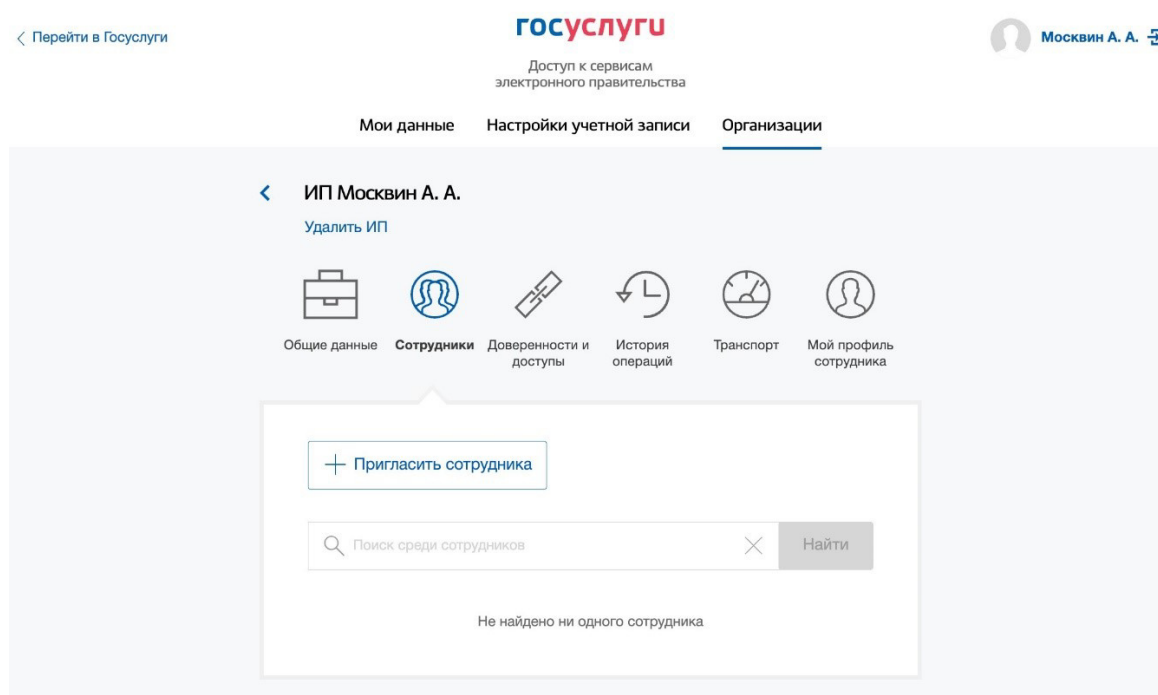 Перейти в Госуслуги
госуслуги
Москвин А. А.
Доступ к сервисам
электронного правительства
Мои данные
Настройки учетной записи
Организации
ИП Москвин А. А.
Удалить ИП
Общие данные
Сотрудники
Доверенности и
доступы
История
операций
Транспорт
Мой профиль
сотрудника
Пригласить сотрудника
Поиск среди сотрудников
Найти
Не найдено ни одного сотрудника